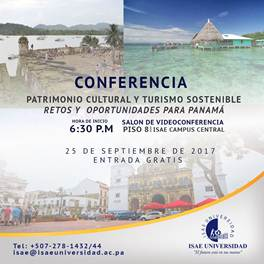 CONFERENCIA
PATRIMONIO CULTURAL Y TURISMO SOSTENIBLE
RETOS Y OPORTUNIDADES PARA PANAMÁ
HORA DE INICIO
6:30 P.M
SALON DE VIDEOCONFERENCIA
PISO 8 | ISAE CAMPUS CENTRAL
25 DE SEPTIEMBRE DE 2017
ENTRADA GRATIS
Tel: +507-278-1432/44
isae@isaeuniversidad.ac.pa
ISAE UNIVERSIDAD
ISAE UNIVERSIDAD
"El futuro está en tus manos"